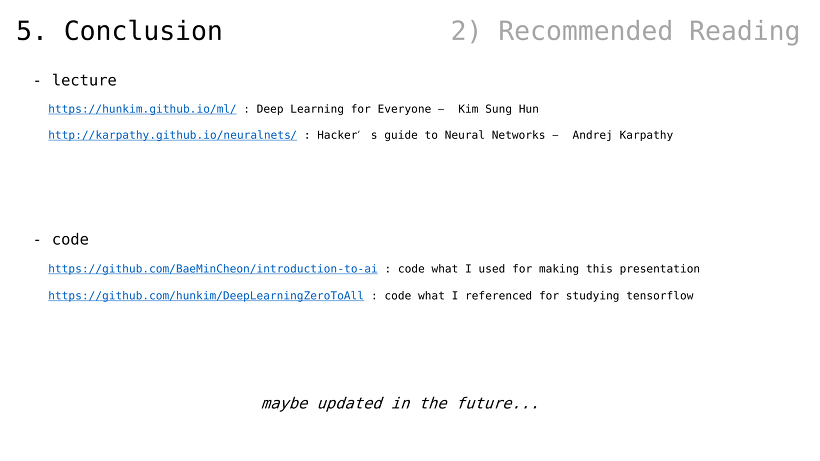 5. Conclusion
2) Recommended Reading
- lecture
https://hunkim.github.io/ml/ : Deep Learning for Everyone – Kim Sung Hun
http://karpathy.github.io/neuralnets/ : Hacker′ s guide to Neural Networks – Andrej Karpathy
- code
https://github.com/BaeMinCheon/introduction-to-ai : code what I used for making this presentation
https://github.com/hunkim/DeepLearningZeroToAll : code what I referenced for studying tensorflow
maybe updated in the future...